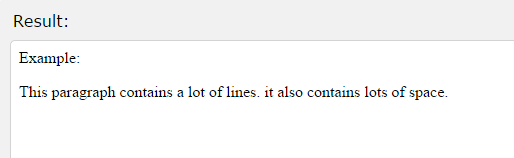 Result:
Example:
This paragraph contains a lot of lines. it also contains lots of space.